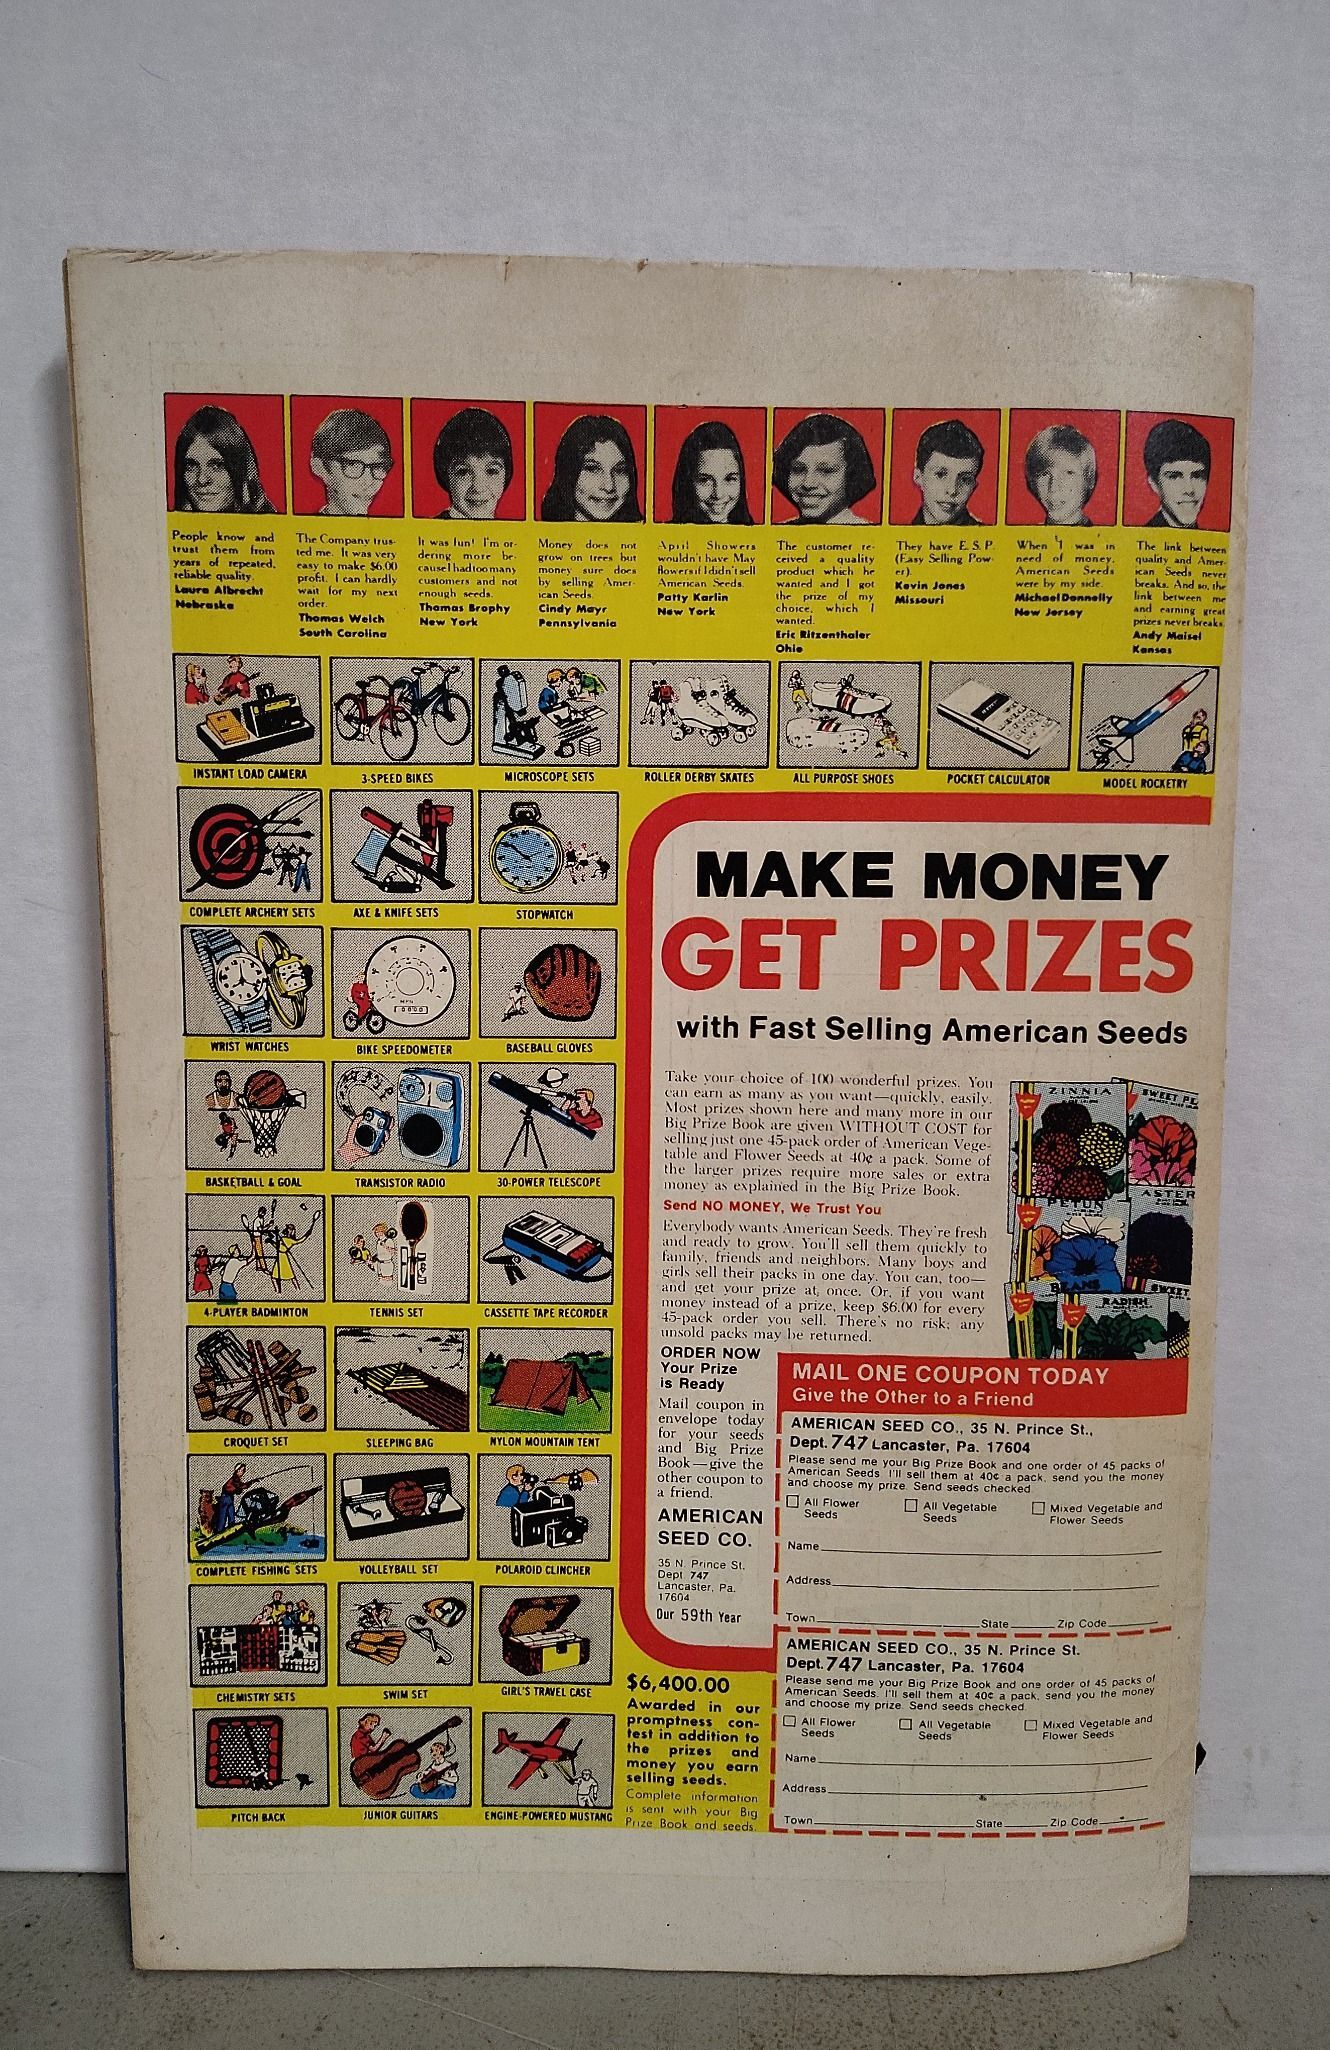 People know and
trust them from
years of repeated,
reliable quality.
Laura Albrecht
Nebraska
The Company trus-
ted me. It was very
easy to make $6.00
profit. I can hardly
wait for my next
order.
Thomas Welch
South Carolina
It was fun! I'm or-
dering more be-
cause I had too many
customers and not
enough seeds.
Thomas Brophy
New York
Money does not
grow on trees but
money sure does
by selling Amer-
ican Seeds.
Cindy Mayr
Pennsylvania
April Showers
wouldn't have May
flowers if I didn't sell
American Seeds.
Patty Karlin
New York
The customer re-
ceived a quality
product which he
wanted and I got
the prize of my
choice, which I
wanted.
Eric Ritzenthaler
Ohio
They have E.S.P.
(Easy Selling Pow-
er).
Kevin Jones
Missouri
When I was in
need of money,
American Seeds
were by my side.
Michael Donnelly
New Jersey
The link between
quality and Amer-
ican Seeds never
breaks. And so, the
link between me
and earning great
prizes never breaks.
Andy Maisel
Kansas
INSTANT LOAD CAMERA
3-SPEED BIKES
MICROSCOPE SETS
ROLLER DERBY SKATES
ALL PURPOSE SHOES
POCKET CALCULATOR
MODEL ROCKETRY
COMPLETE ARCHERY SETS
AXE & KNIFE SETS
STOPWATCH
WRIST WATCHES
BIKE SPEEDOMETER
BASEBALL GLOVES
BASKETBALL & GOAL
TRANSISTOR RADIO
30-POWER TELESCOPE
4-PLAYER BADMINTON
TENNIS SET
CASSETTE TAPE RECORDER
CROQUET SET
SLEEPING BAG
NYLON MOUNTAIN TENT
COMPLETE FISHING SETS
VOLLEYBALL SET
POLAROID CLINCHER
CHEMISTRY SETS
SWIM SET
GIRL'S TRAVEL CASE
PITCH BACK
JUNIOR GUITARS
ENGINE-POWERED MUSTANG
MAKE MONEY
GET PRIZES
with Fast Selling American Seeds
Take your choice of 100 wonderful prizes. You
can earn as many as you want—quickly, easily.
Most prizes shown here and many more in our
Big Prize Book are given WITHOUT COST for
selling just one 45-pack order of American Vege-
table and Flower Seeds at 40¢ a pack. Some of
the larger prizes require more sales or extra
money as explained in the Big Prize Book.
Send NO MONEY, We Trust You
Everybody wants American Seeds. They're fresh
and ready to grow. You'll sell them quickly to
family, friends and neighbors. Many boys and
girls sell their packs in one day. You can, too—
and get your prize at once. Or, if you want
money instead of a prize, keep $6.00 for every
45-pack order you sell. There's no risk; any
unsold packs may be returned.
ZINNIA
SWEET PE
ASTER
PETUN
BEANS
SWEET
RADISH
ORDER NOW
Your Prize
is Ready
Mail coupon in
envelope today
for your seeds
and Big Prize
Book—give the
other coupon to
a friend.
AMERICAN
SEED CO.
35 N. Prince St.
Dept. 747
Lancaster, Pa.
17604
Our 59th Year
$6,400.00
Awarded in our
promptness con-
test in addition to
the prizes and
money you earn
selling seeds.
Complete information
is sent with your Big
Prize Book and seeds.
MAIL ONE COUPON TODAY
Give the Other to a Friend
AMERICAN SEED CO., 35 N. Prince St.,
Dept. 747 Lancaster, Pa. 17604
Please send me your Big Prize Book and one order of 45 packs of
American Seeds. I'll sell them at 40¢ a pack, send you the money
and choose my prize. Send seeds checked.
All Flower Seeds
All Vegetable Seeds
Mixed Vegetable and Flower Seeds
Name
Address
Town State Zip Code
AMERICAN SEED CO., 35 N. Prince St.
Dept. 747 Lancaster, Pa. 17604
Please send me your Big Prize Book and one order of 45 packs of
American Seeds. I'll sell them at 40¢ a pack, send you the money
and choose my prize. Send seeds checked.
All Flower Seeds
All Vegetable Seeds
Mixed Vegetable and Flower Seeds
Name
Address
Town State Zip Code